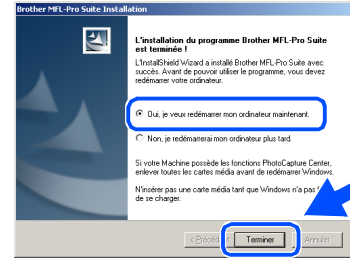 Brother MFL-Pro Suite Installation
L'installation du programme Brother MFL-Pro Suite
est terminée !
L'InstallShield Wizard a installé Brother MFL-Pro Suite avec
succès. Avant de pouvoir utiliser le programme, vous devez
redémarrer votre ordinateur.
Oui, je veux redémarrer mon ordinateur maintenant.
Non, je redémarrerai mon ordinateur plus tard.
Si votre Machine possède les fonctions PhotoCapture Center,
enlever toutes les cartes média avant de redémarrer Windows.
N'insérer pas une carte média tant que Windows n'a pas
de se charger.
Terminer
Annuler